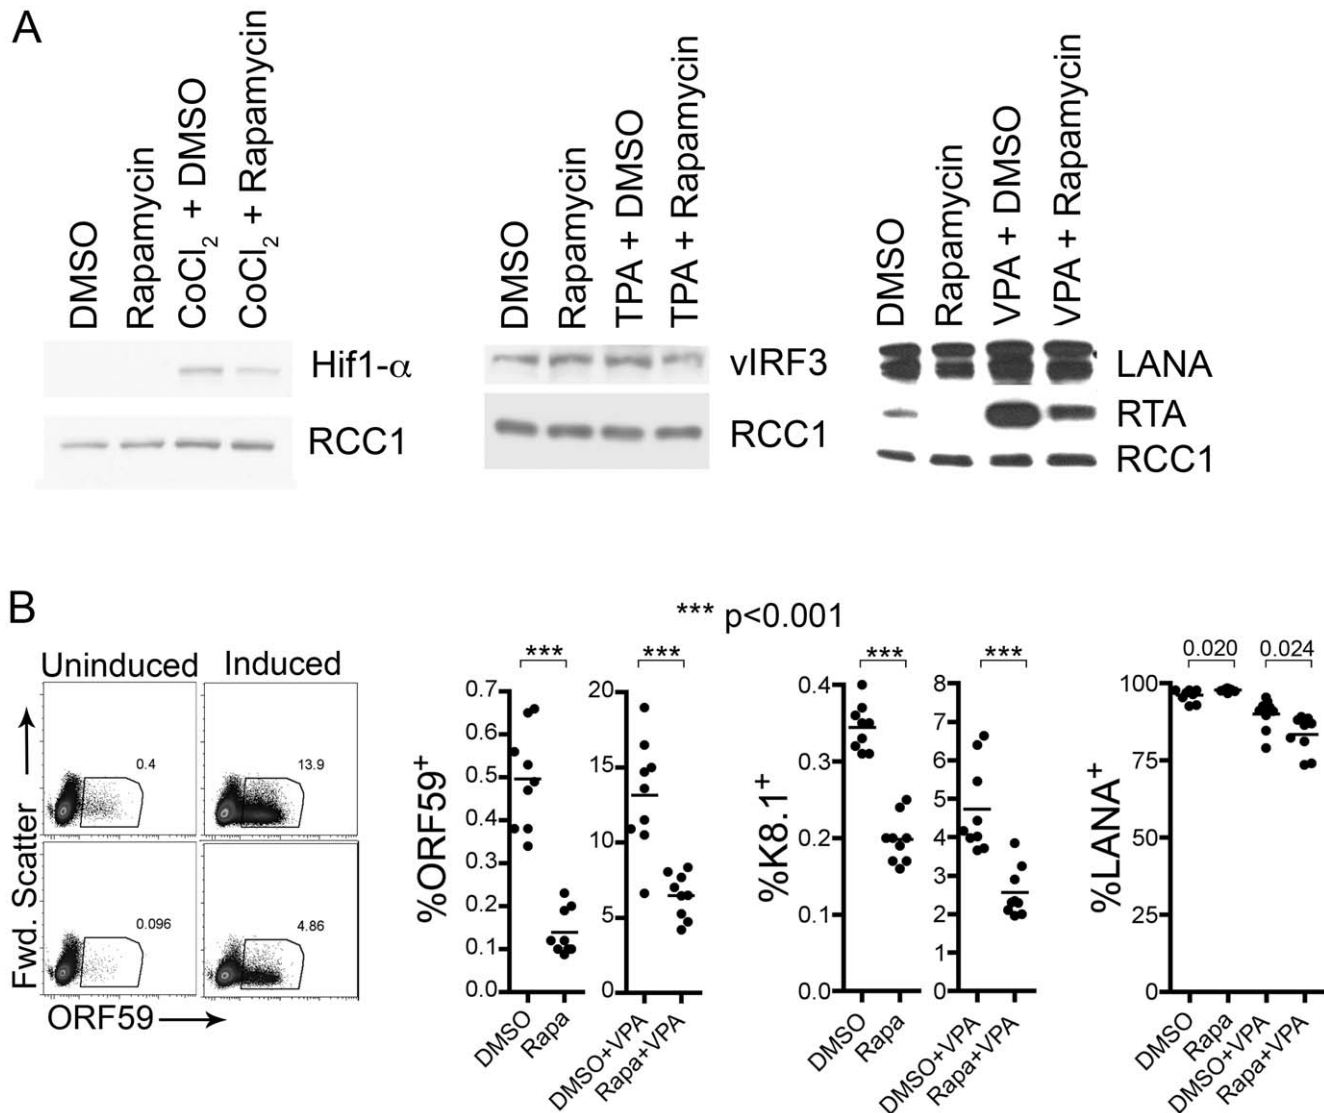 A
DMSO
Rapamycin
CoCl2 + DMSO
CoCl2 + Rapamycin
Hif1-α
RCC1
DMSO
Rapamycin
TPA + DMSO
TPA + Rapamycin
vIRF3
RCC1
DMSO
Rapamycin
VPA + DMSO
VPA + Rapamycin
LANA
RTA
RCC1
B
*** p<0.001
Uninduced Induced
0.4
13.9
0.096
4.86
Fwd. Scatter
ORF59
%ORF59+
***
0.7
0.6
0.5
0.4
0.3
0.2
0.1
0.0
DMSO
Rapa
***
20
15
10
5
0
DMSO+VPA
Rapa+VPA
%K8.1+
***
0.4
0.3
0.2
0.1
0.0
DMSO
Rapa
***
8
7
6
5
4
3
2
1
0
DMSO+VPA
Rapa+VPA
%LANA+
0.020
0.024
100
75
50
25
0
DMSO
Rapa
DMSO+VPA
Rapa+VPA